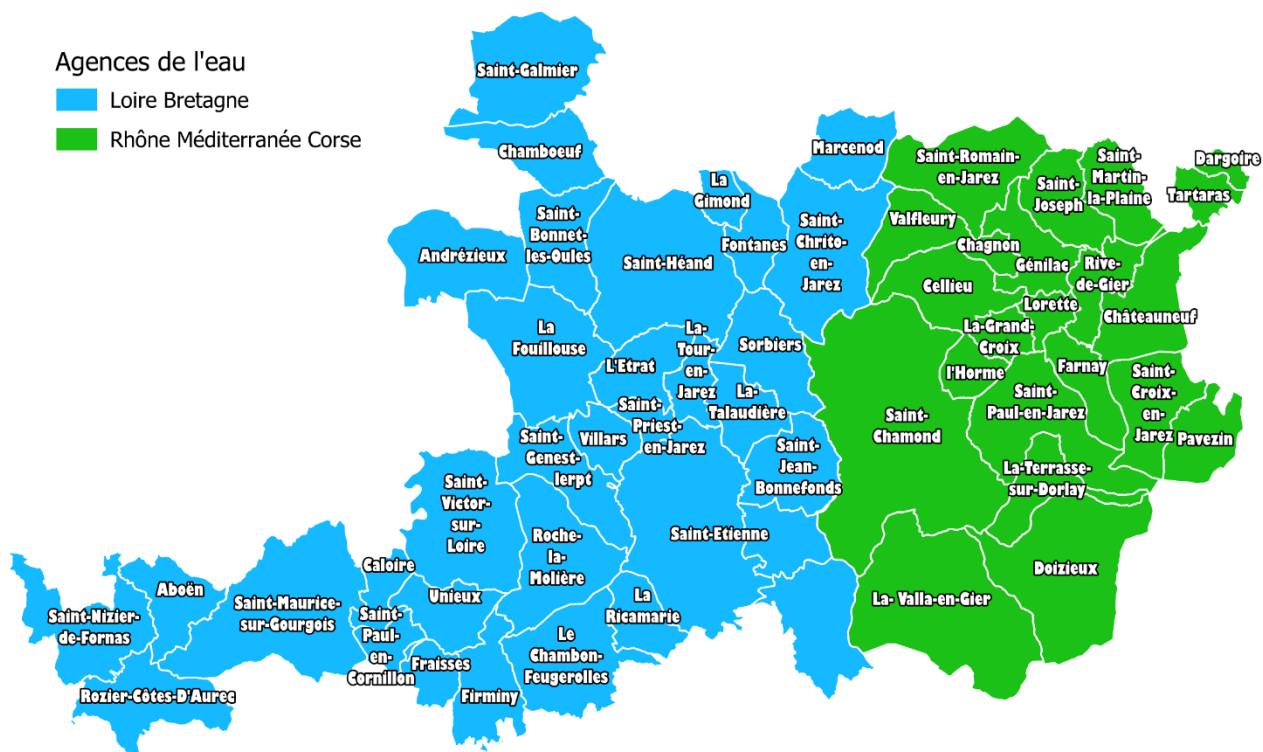 Agences de l'eau
Loire Bretagne
Rhône Méditerranée Corse
Saint-Galmier
Chamboeuf
Marcenod
La
Gimond
Saint-Romain-
en-Jarez
Saint-
Joseph
Saint-
Martin-
la-Plaine
Dargoire
Tartaras
Andrézieux
Saint-
Bonnet-
les-Oules
Saint-Héand
Fontanes
Saint-
Chrito-
en-
Jarez
Valfleury
Chagnon
Génilac
Rive-
de-Gier
Cellieu
Lorette
Châteauneuf
La
Fouillouse
L'Etrat
La-
Tour-
en-
Jarez
Sorbiers
La-Grand-
Croix
l'Horme
Farnay
Saint-
Croix-
en-
Jarez
Pavezin
La-
Talaudière
Saint-
Priest-
en-Jarez
Villars
Saint-
Genest-
lerpt
Saint-
Jean-
Bonnefonds
Saint-
Chamond
Saint-
Paul-en-Jarez
La-Terrasse-
sur-Dorlay
Saint-
Victor-
sur-
Loire
Roche-
la-
Molière
Saint-Etienne
Doizieux
La- Valla-en-Gier
Caloire
Unieux
La
Ricamarie
Aboën
Saint-Nizier-
de-Fornas
Saint-Maurice-
sur-Gourgois
Saint-
Paul-
en-
Cornillon
Fraisses
Firminy
Le
Chambon-
Feugerolles
Rozier-Côtes-D'Aurec